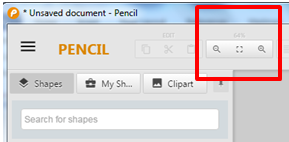 * Unsaved document - Pencil
PENCIL
EDIT
Shapes
My Sh...
Clipart
Search for shapes